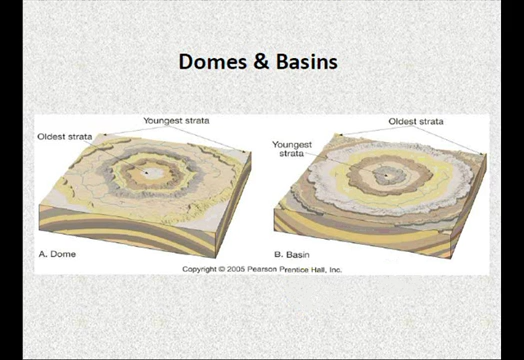 Domes & Basins
Youngest strata
Oldest strata
Oldest strata
Youngest
strata
A. Dome
B. Basin
Copyright © 2005 Pearson Prentice Hall, Inc.